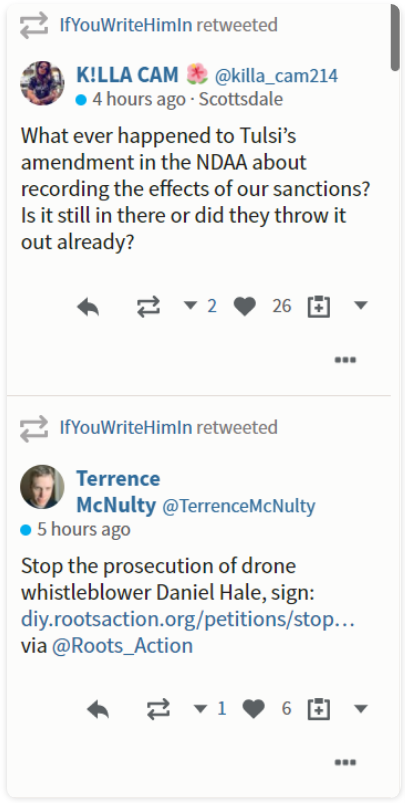 IfYouWriteHimIn retweeted
K!LLA CAM 🌺 @killa_cam214
4 hours ago · Scottsdale
What ever happened to Tulsi’s
amendment in the NDAA about
recording the effects of our sanctions?
Is it still in there or did they throw it
out already?
2 26
IfYouWriteHimIn retweeted
Terrence
McNulty @TerrenceMcNulty
5 hours ago
Stop the prosecution of drone
whistleblower Daniel Hale, sign:
diy.rootsaction.org/petitions/stop…
via @Roots_Action
1 6